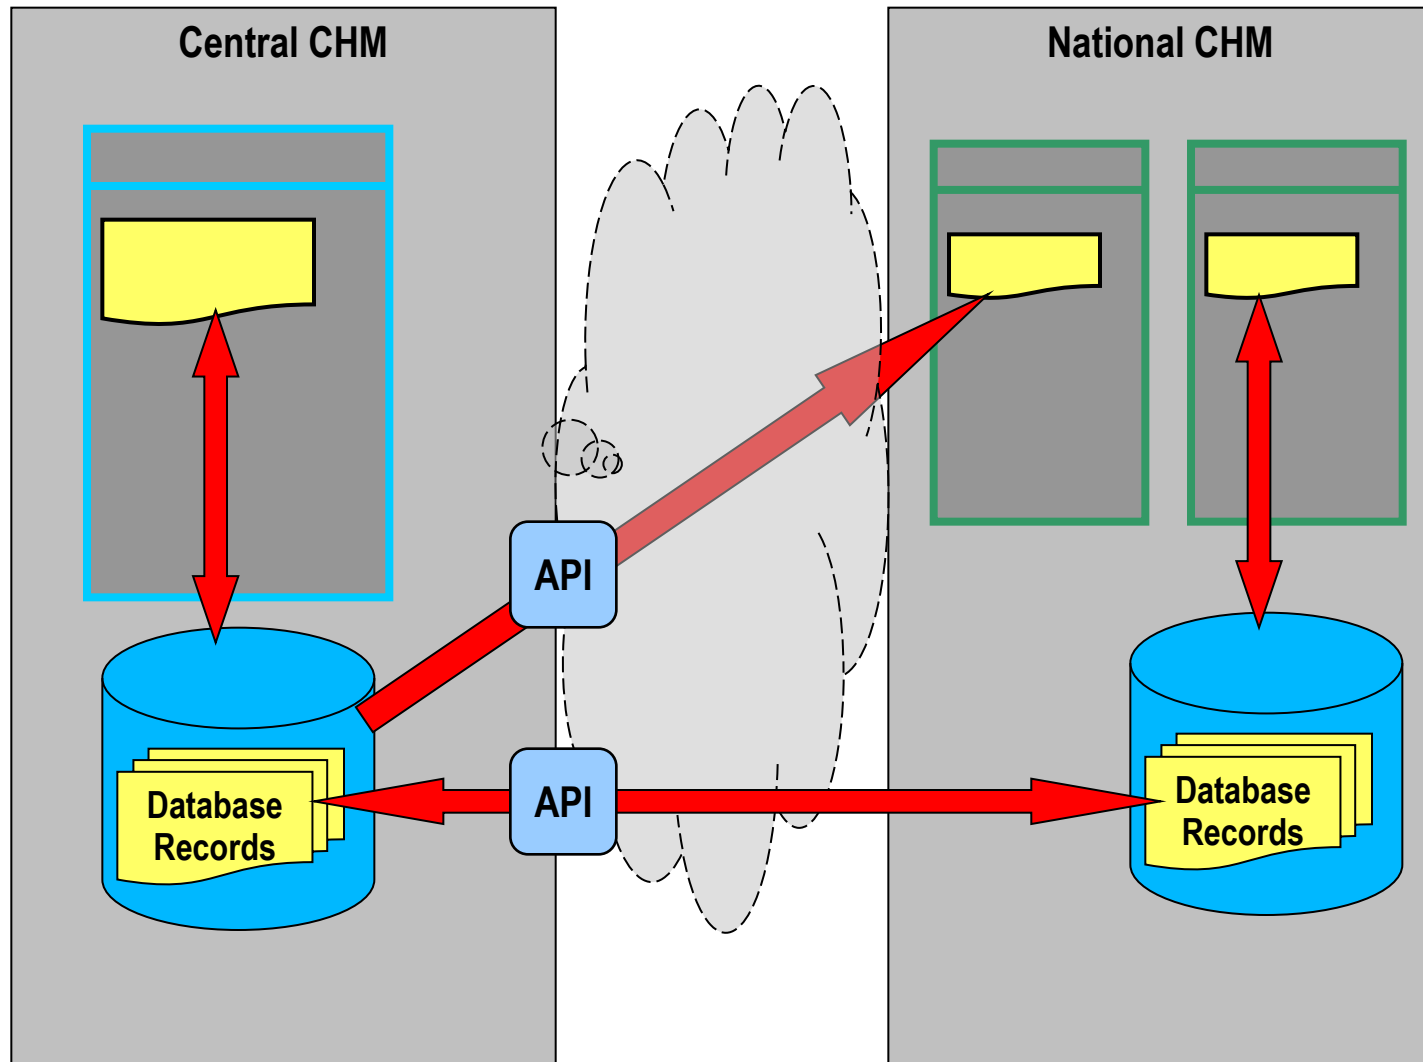 Central CHM
National CHM
API
API
Database
Records
Database
Records